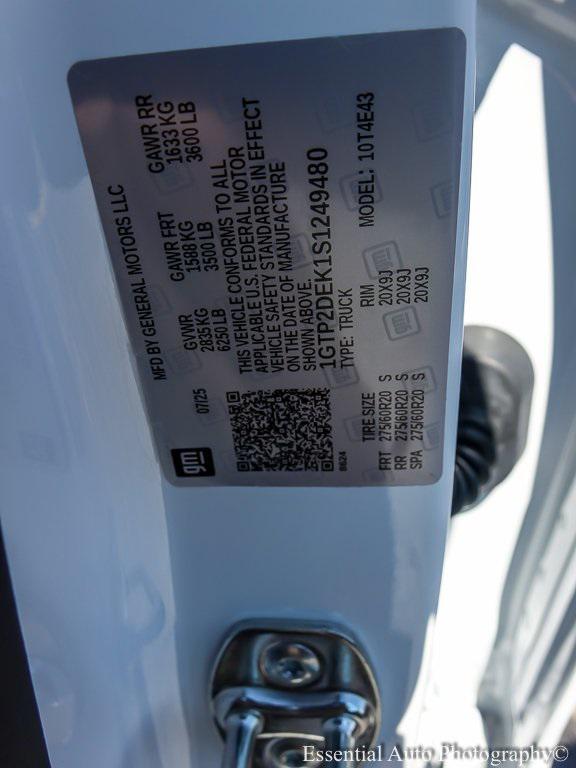 MFD BY GENERAL MOTORS LLC
07/25
GVWR GAWR FRT GAWR RR
2835 KG 1588 KG 1633 KG
6250 LB 3500 LB 3600 LB
THIS VEHICLE CONFORMS TO ALL
APPLICABLE U.S. FEDERAL MOTOR
VEHICLE SAFETY STANDARDS IN EFFECT
ON THE DATE OF MANUFACTURE
SHOWN ABOVE.
1GTP2DEK1S1249480
TYPE: TRUCK MODEL: 10T4E43
gm
8624
TIRE SIZE RIM
FRT 275/60R20 S 20X9J
RR 275/60R20 S 20X9J
SPA 275/60R20 S 20X9J
Essential Auto Photography©